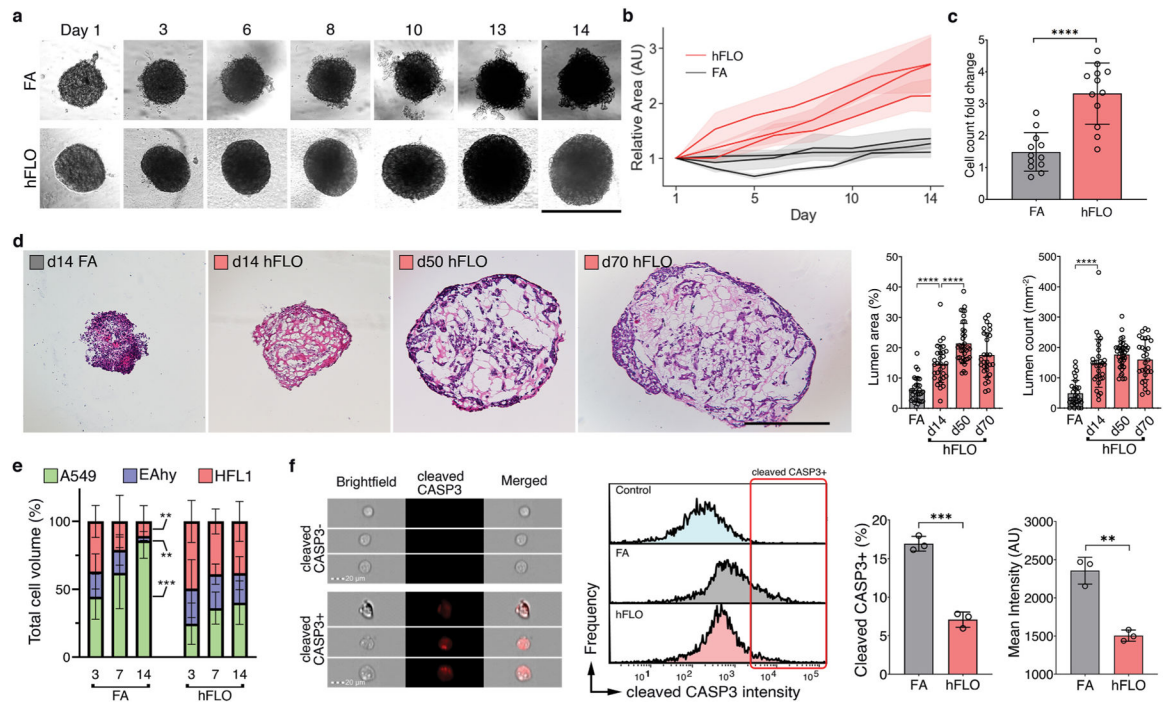 a
Day 1 3 6 8 10 13 14
FA
hFLO
b
Relative Area (AU)
3
2
1
hFLO
FA
1 5 10 14
Day
c
Cell count fold change
5
4
3
2
1
0
****
FA hFLO
d
d14 FA
d14 hFLO
d50 hFLO
d70 hFLO
Lumen area (%)
50
40
30
20
10
0
**** ****
FA d14 d50 d70
hFLO
Lumen count (mm-2)
500
400
300
200
100
0
****
FA d14 d50 d70
hFLO
e
A549 EAhy HFL1
Total cell volume (%)
100
50
0
**
**
***
3 7 14 3 7 14
FA hFLO
f
Brightfield cleaved CASP3 Merged
cleaved CASP3-
20 μm 20 μm
cleaved CASP3+
20 μm 20 μm
cleaved CASP3+
Control
FA
hFLO
Frequency
10¹ 10² 10³ 10⁴ 10⁵
cleaved CASP3 intensity
Cleaved CASP3+ (%)
20
15
10
5
0
***
FA hFLO
Mean Intensity (AU)
3000
2500
2000
1500
1000
**
FA hFLO